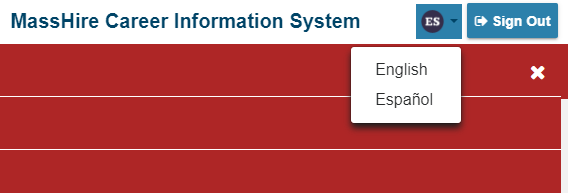 MassHire Career Information System
ES
Sign Out
English
Español